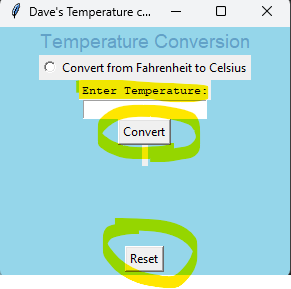 Dave's Temperature c...
Temperature Conversion
Convert from Fahrenheit to Celsius
Enter Temperature:
Convert
Reset